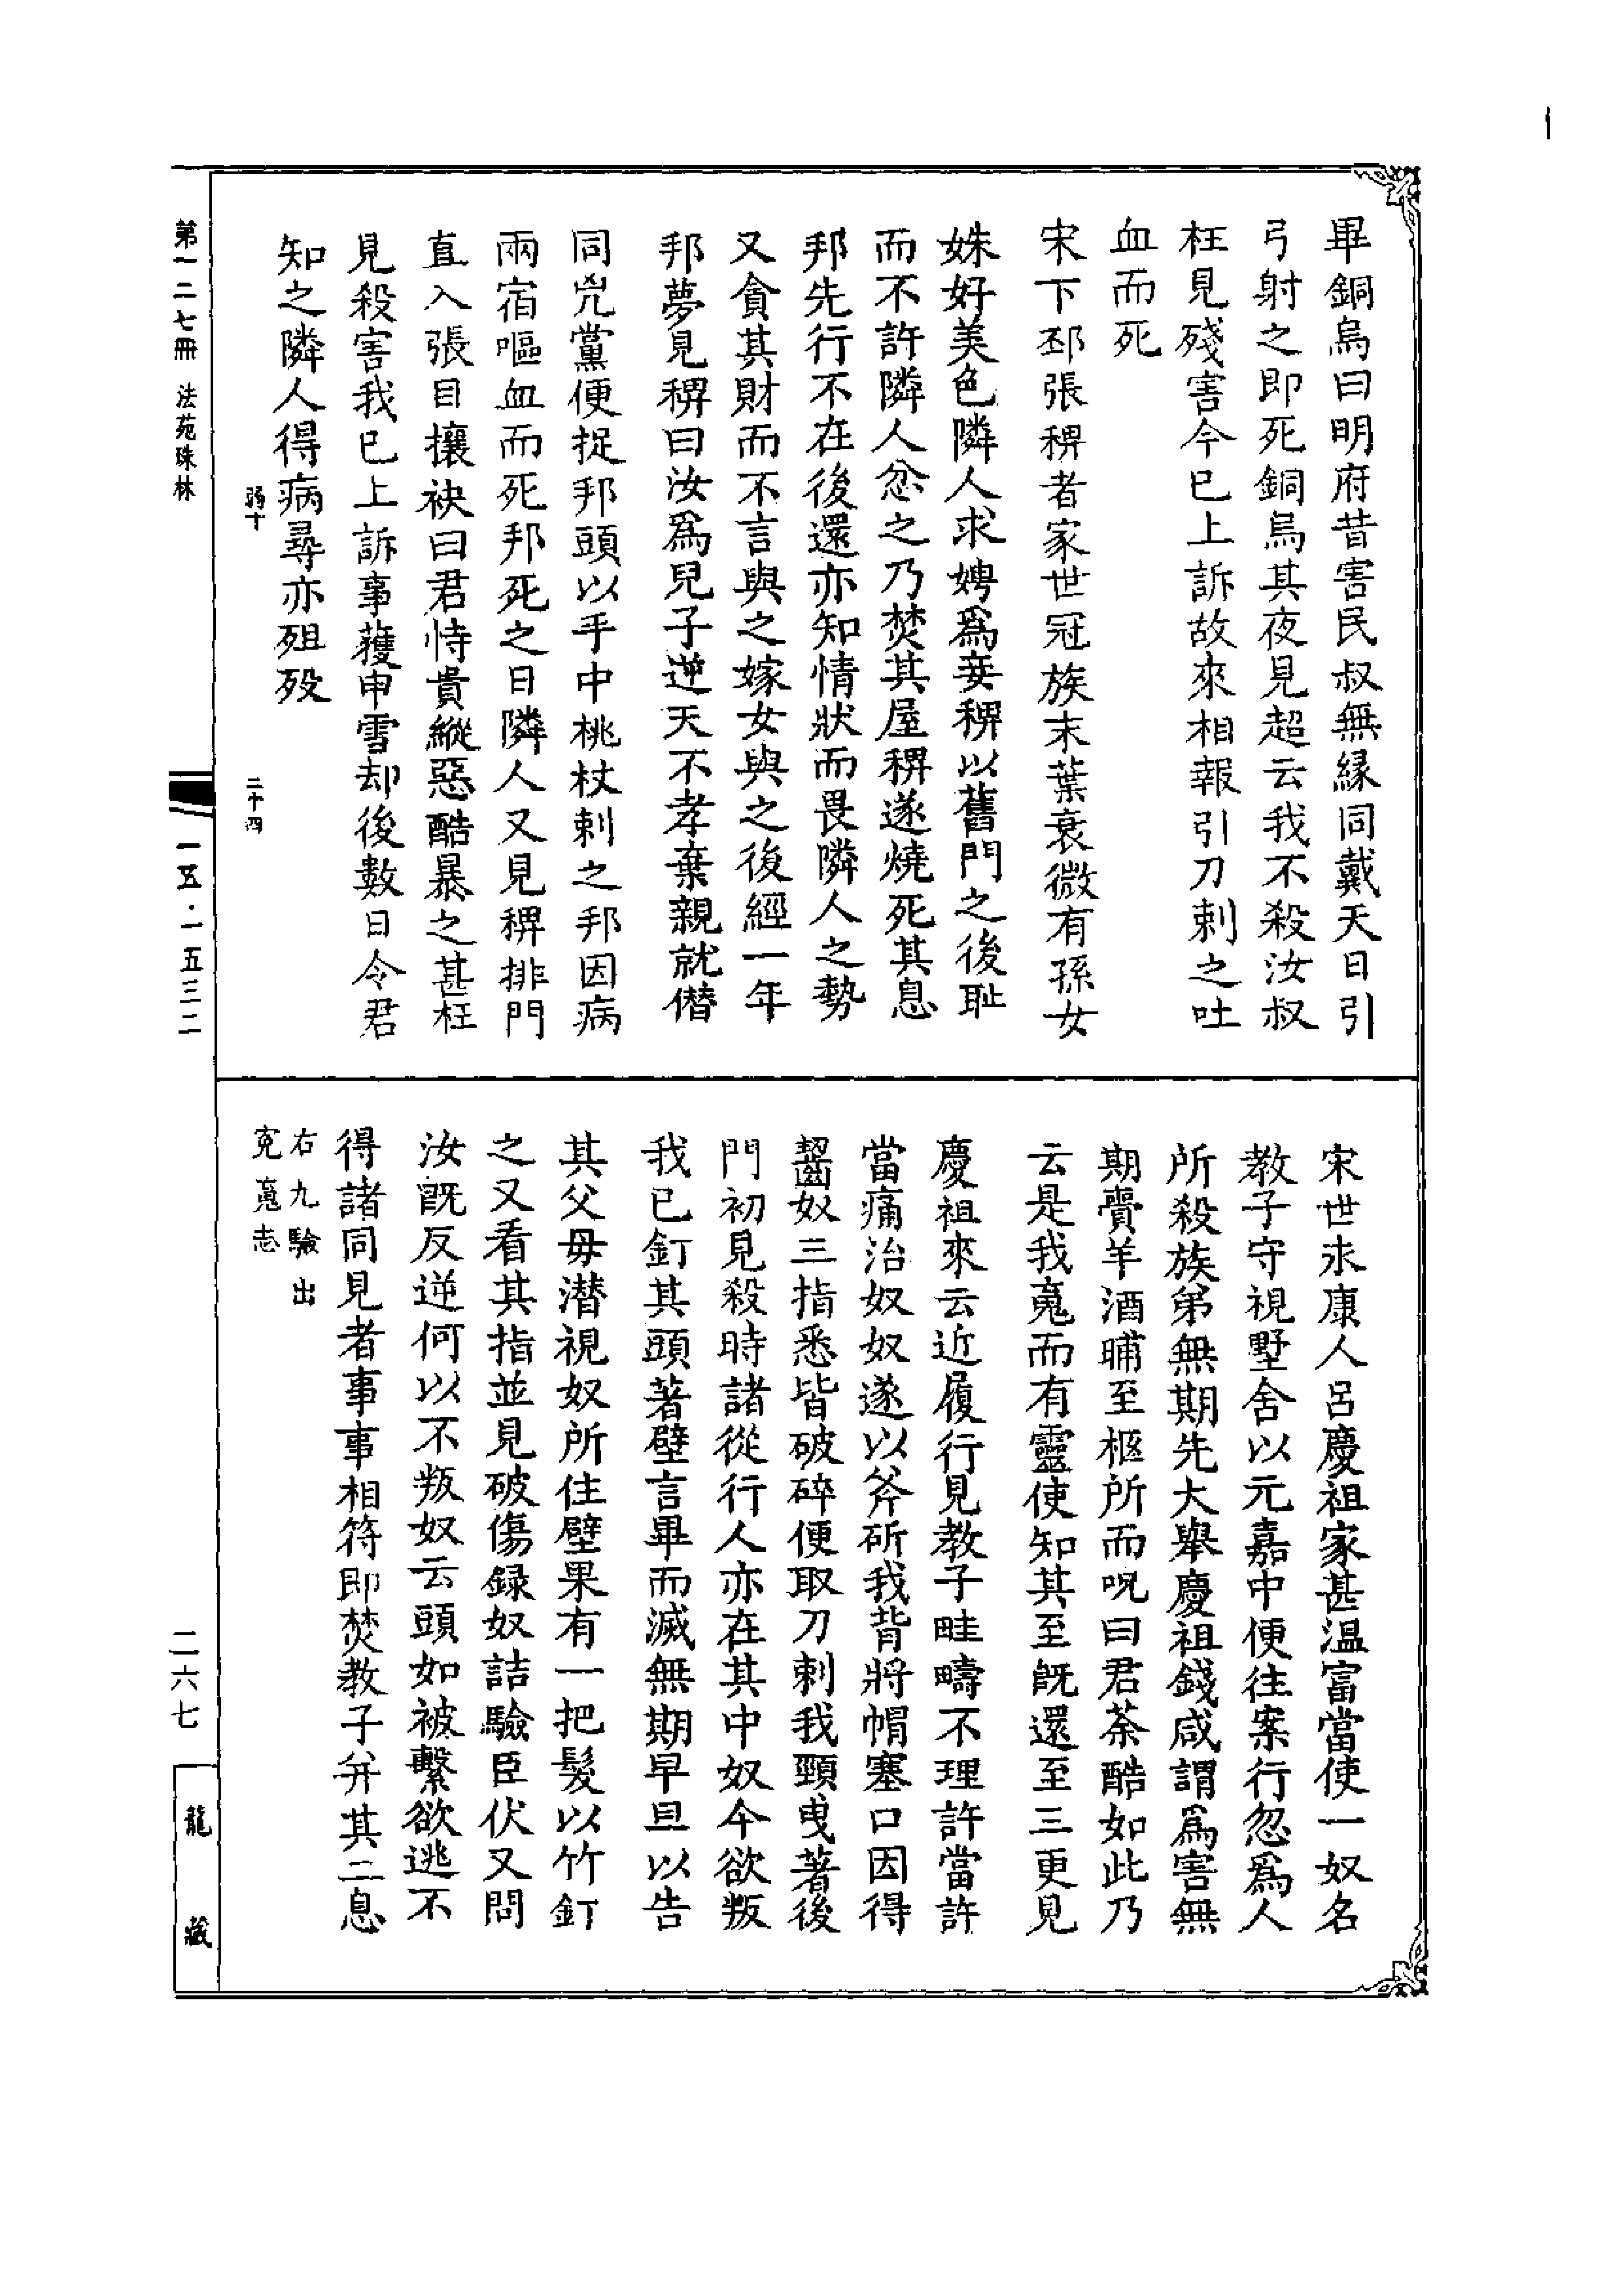 畢銅烏曰明府昔害民叔無緣同戴天日引
弓射之即死銅烏其夜見超云我不殺汝叔
枉見殘害今已上訴故來相報引刀刺之吐
血而死
宋下邳張稗者家世冠族末葉衰微有孫女
姝好美色隣人求娉爲妾稗以舊門之後耻
而不許隣人忿之乃焚其屋稗遂燒死其息
邦先行不在後還亦知情狀而畏隣人之勢
又貪其財而不言與之嫁女與之後經一年
邦夢見稗曰汝爲兒子逆天不孝棄親就僭
同兇黨便捉邦頭以手中桃杖刺之邦因病
兩宿嘔血而死邦死之日隣人又見稗排門
直入張目攘袂曰君恃貴縱惡酷暴之甚枉
見殺害我已上訴事獲申雪却後數日令君
知之隣人得病尋亦殂歿
宋世永康人呂慶祖家甚溫富當使一奴名
教子守視墅舍以元嘉中便往案行忽爲人
所殺族弟無期先大舉慶祖錢咸謂爲害無
期賷羊酒晡至柩所而呪曰君荼酷如此乃
云是我䰟而有靈使知其至既還至三更見
慶祖來云近履行見教子畦疇不理許當許
當痛治奴奴遂以斧斫我背將帽塞口因得
齧奴三指悉皆破碎便取刀刺我頸曵著後
門初見殺時諸從行人亦在其中奴今欲叛
我已釘其頭著壁言畢而滅無期早旦以告
其父毋潛視奴所住壁果有一把髮以竹釘
之又看其指並見破傷録奴詰驗臣伏又問
汝既反逆何以不叛奴云頭如被繫欲逃不
得諸同見者事事相符即焚教子并其二息
右九驗出
寃䰟志
第一二七冊 法苑珠林
弱十
二十四
一五·一五三二
二六七
龍藏